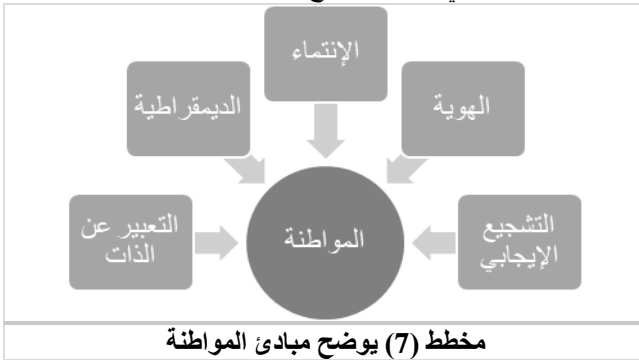 الإنتماء
الهوية
الديمقراطية
التشجيع
الإيجابي
المواطنة
التعبير عن
الذات
مخطط (7) يوضح مبادئ المواطنة